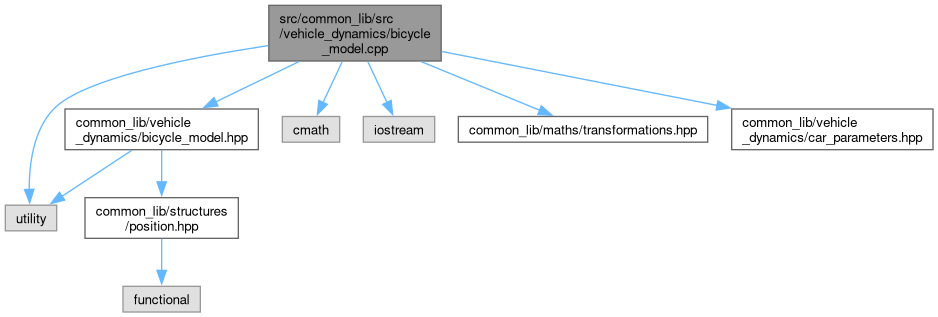 src/common_lib/src
/vehicle_dynamics/bicycle
_model.cpp
common_lib/vehicle
_dynamics/bicycle_model.hpp
cmath
iostream
common_lib/maths/transformations.hpp
common_lib/vehicle
_dynamics/car_parameters.hpp
utility
common_lib/structures
/position.hpp
functional